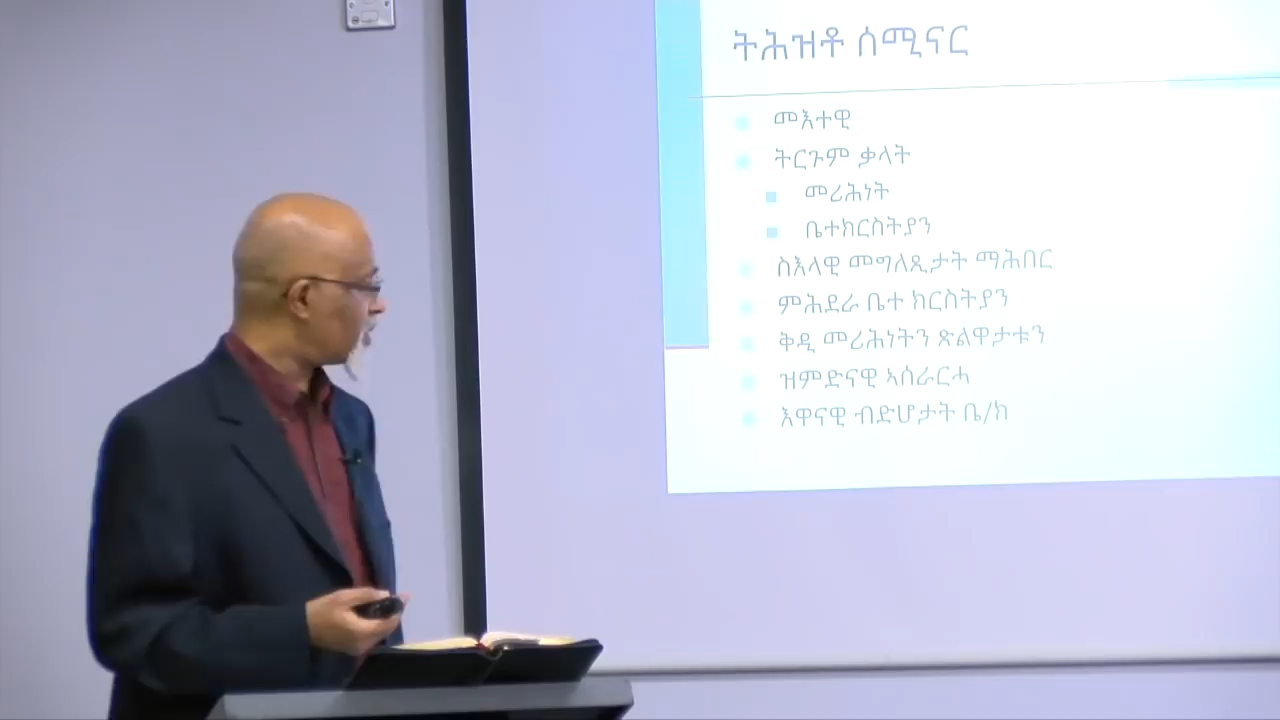 ትሕዝቶ ሰሚናር
መእተዊ
ትርጉም ቃላት
መሪሕነት
ቤተክርስትያን
ስእላዊ መግለጺታት ማሕበር
ምሕደራ ቤተ ክርስትያን
ቅዲ መሪሕነትን ጽልዋታቱን
ዝምድናዊ ኣሰራርሓ
እዋናዊ ብድሆታት ቤ/ክ